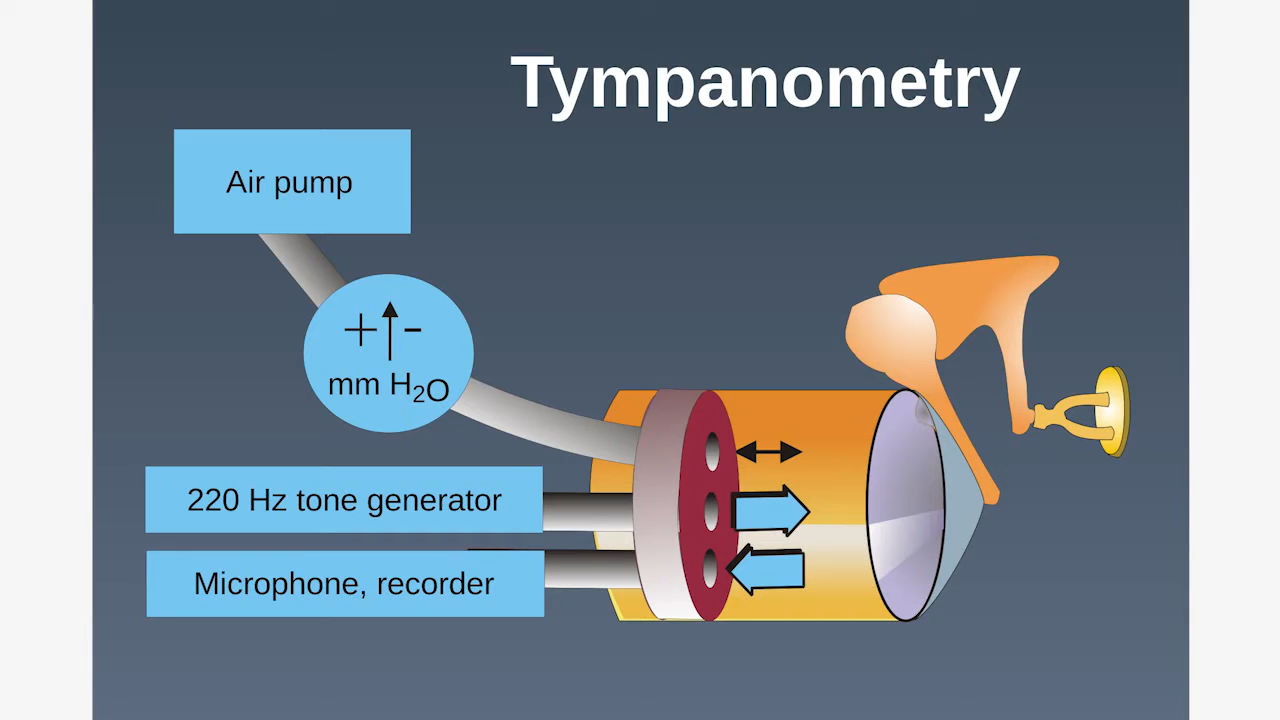 Tympanometry
Air pump
+ -
mm H₂O
220 Hz tone generator
Microphone, recorder